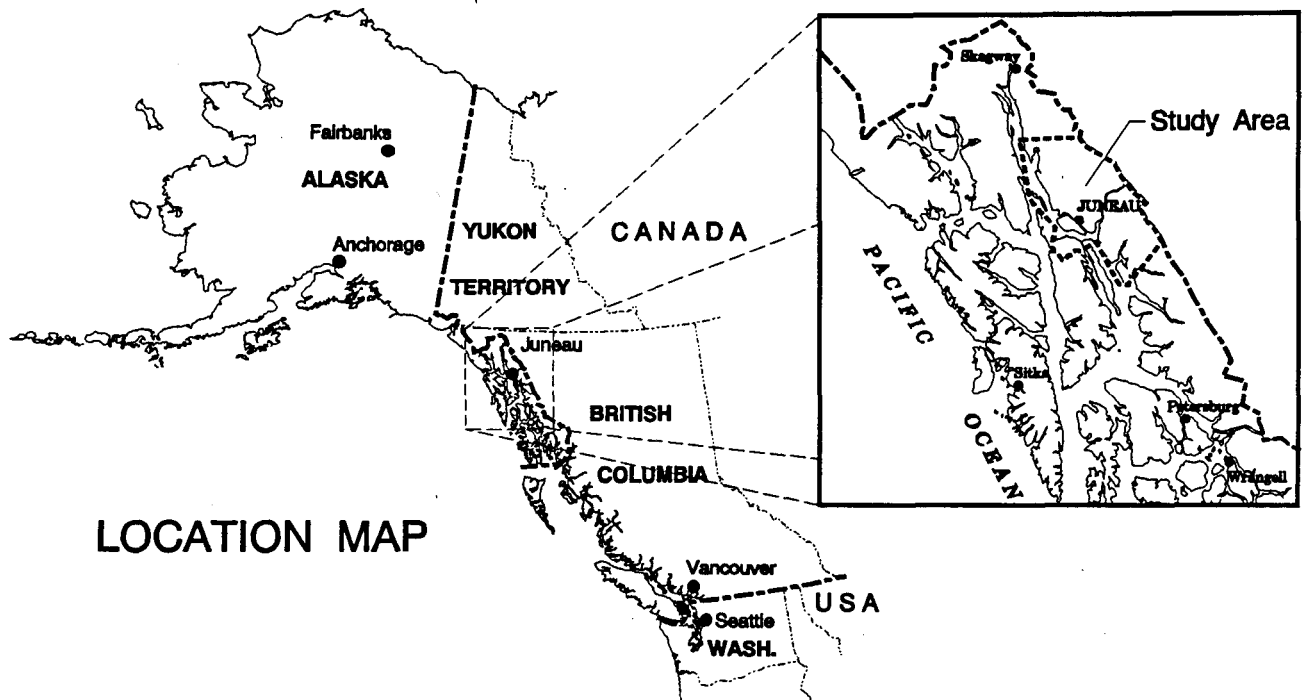 Fairbanks
ALASKA
Anchorage
YUKON
TERRITORY
CANADA
Juneau
BRITISH
COLUMBIA
LOCATION MAP
Vancouver
USA
Seattle
WASH.
Skagway
Study Area
JUNEAU
PACIFIC
OCEAN
Sitka
Petersburg
Wrangell